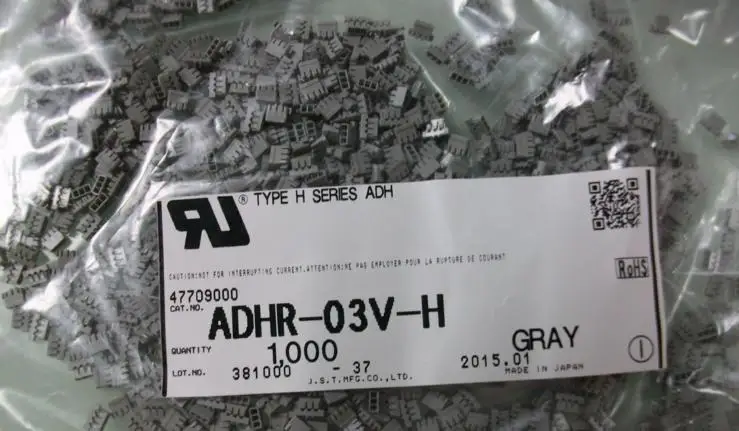 RU ® TYPE H SERIES ADH
CAUTION:NOT FOR INTERRUPTING CURRENT.ATTENTION:NE PAS EMPLOYER POUR LA RUPTURE DE COURANT
RoHS
47709000
CAT.NO. ADHR-03V-H
QUANTITY 1,000 GRAY
LOT.NO. 381000 - 37 2015.01
J.S.T.MFG.CO.,LTD. MADE IN JAPAN